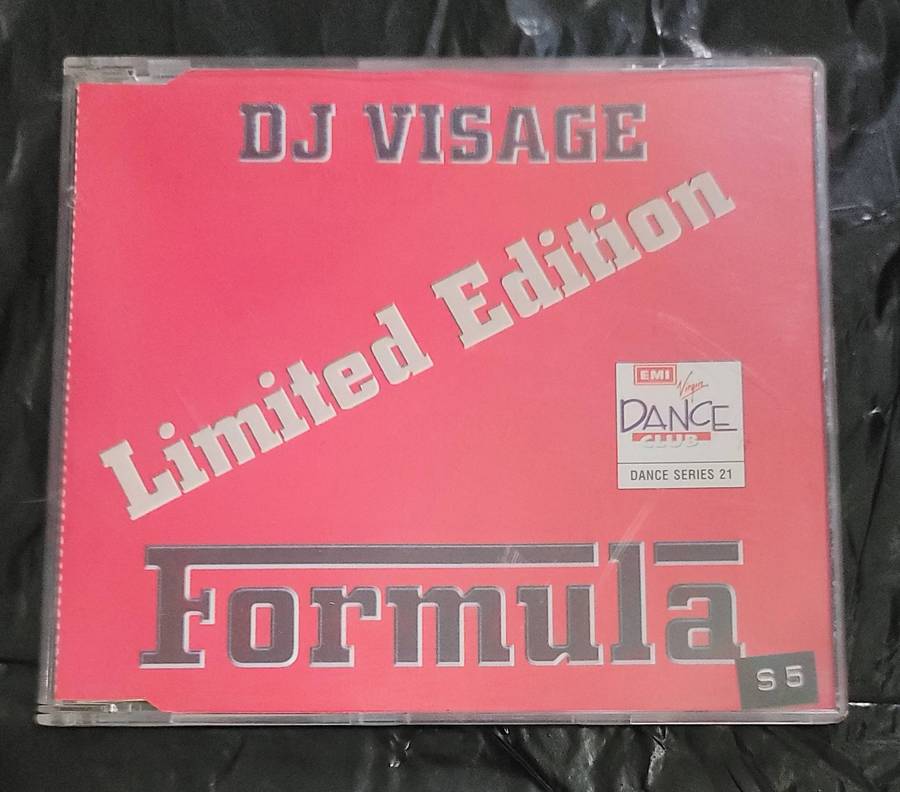 DJ VISAGE
Limited Edition
EMI
Virgin
DANCE
CLUB
DANCE SERIES 21
Formula
S 5